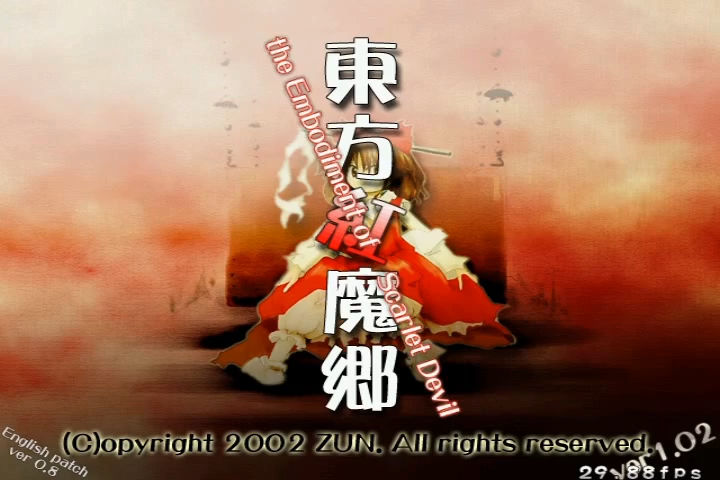 東方紅魔郷
the Embodiment of
Scarlet Devil
(C)opyright 2002 ZUN. All rights reserved.
English patch
ver 0.8
ver1.02
29.88fps